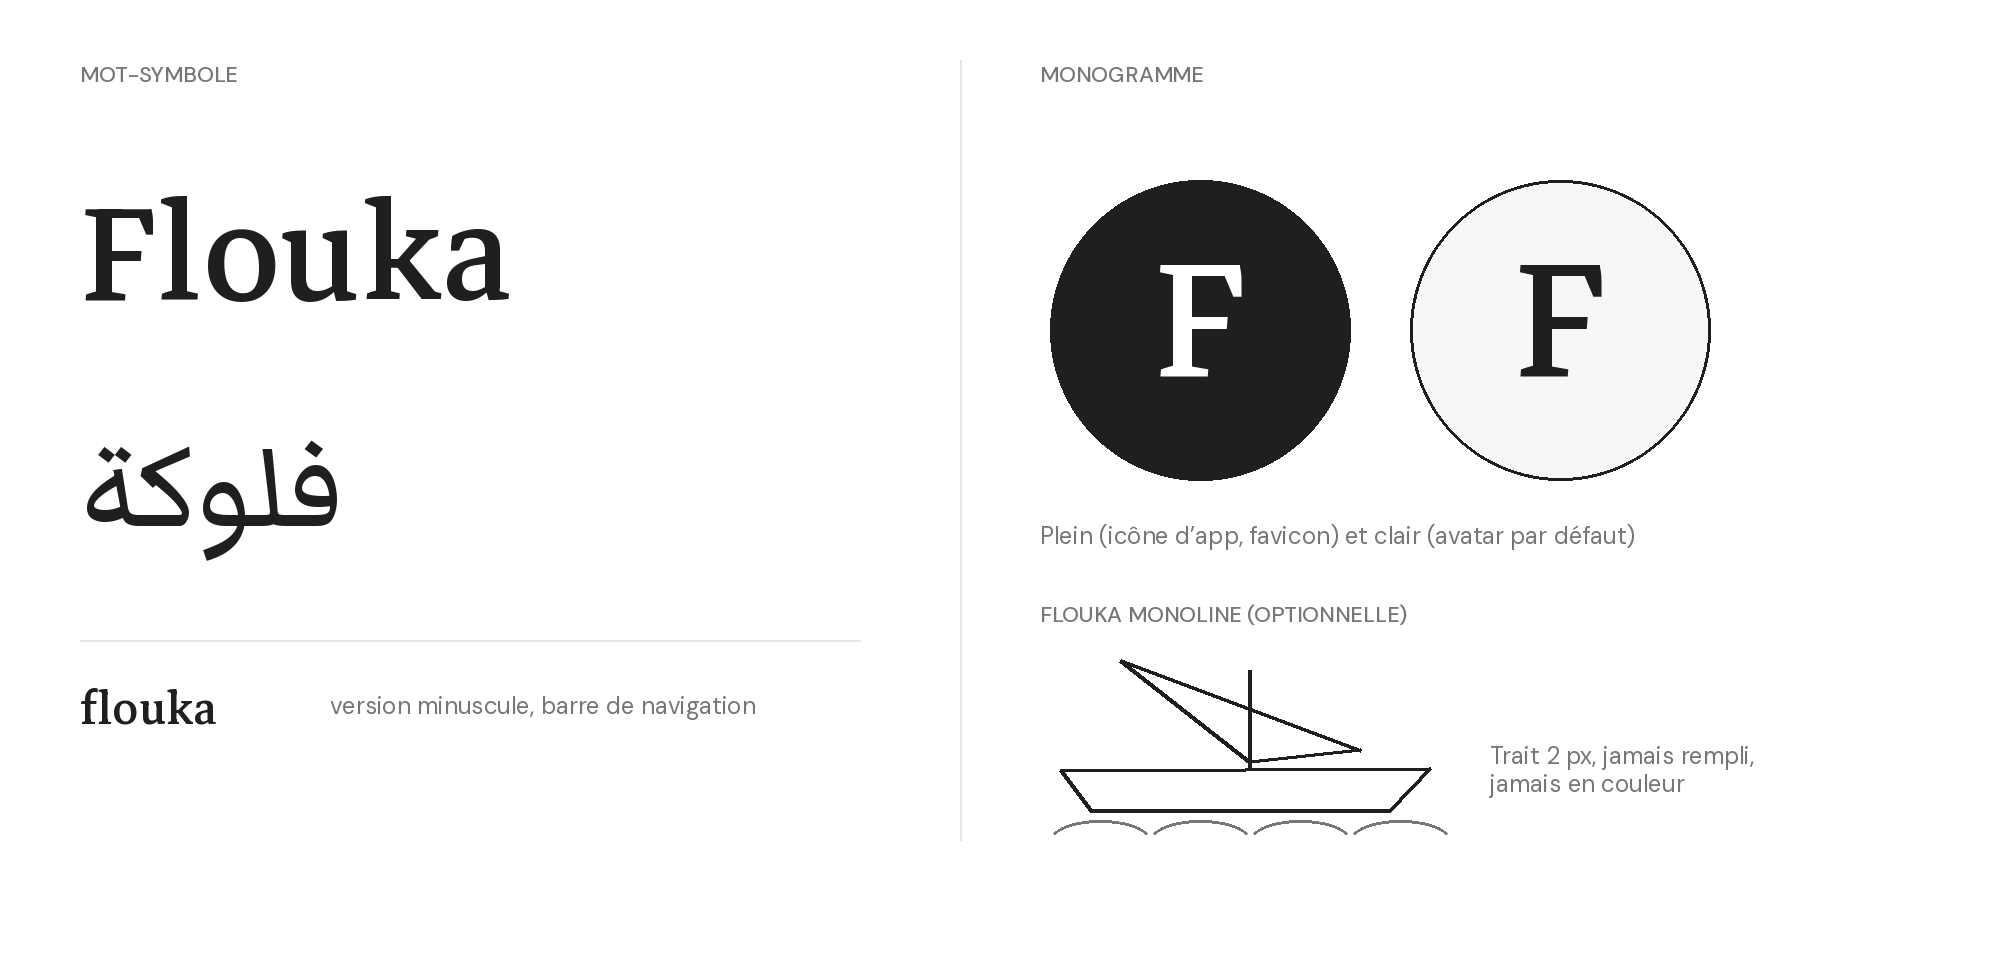 MOT-SYMBOLE
Flouka
فلوكة
flouka
version minuscule, barre de navigation
MONOGRAMME
F
F
Plein (icône d’app, favicon) et clair (avatar par défaut)
FLOUKA MONOLINE (OPTIONNELLE)
Trait 2 px, jamais rempli,
jamais en couleur